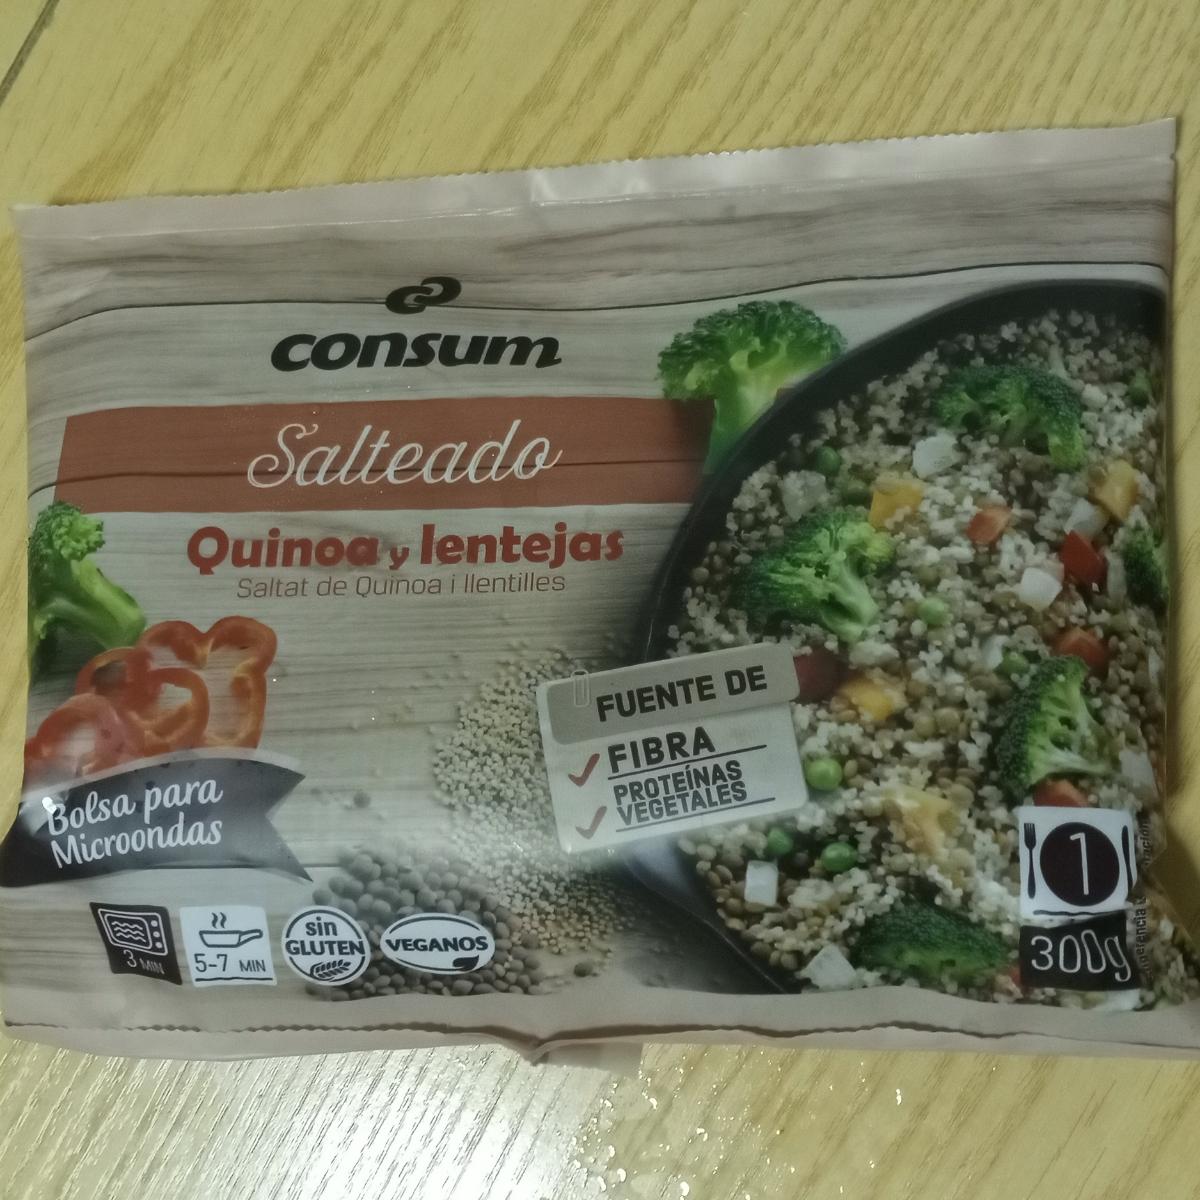 consum
Salteado
Quinoa y lentejas
Saltat de Quinoa i llentilles
FUENTE DE
FIBRA
PROTEÍNAS
VEGETALES
Bolsa para
Microondas
3 MIN
5-7 MIN
sin
GLUTEN
VEGANOS
1
300g